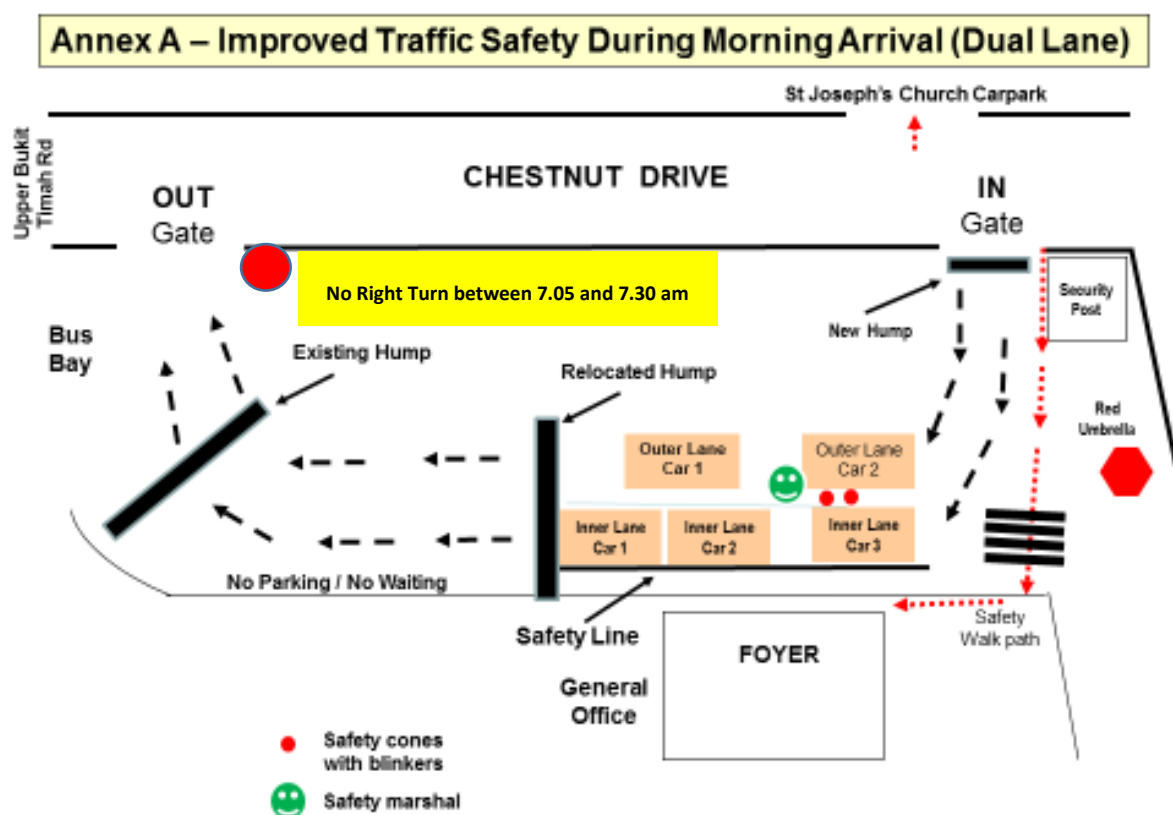 Annex A – Improved Traffic Safety During Morning Arrival (Dual Lane)
St Joseph's Church Carpark
Upper Bukit
Timah Rd
CHESTNUT DRIVE
OUT
Gate
IN
Gate
No Right Turn between 7.05 and 7.30 am
Security
Post
New Hump
Bus
Bay
Existing Hump
Relocated Hump
Red
Umbrella
Outer Lane
Car 1
Outer Lane
Car 2
Inner Lane
Car 1
Inner Lane
Car 2
Inner Lane
Car 3
No Parking / No Waiting
Safety Line
Safety
Walk path
FOYER
General
Office
Safety cones
with blinkers
Safety marshal